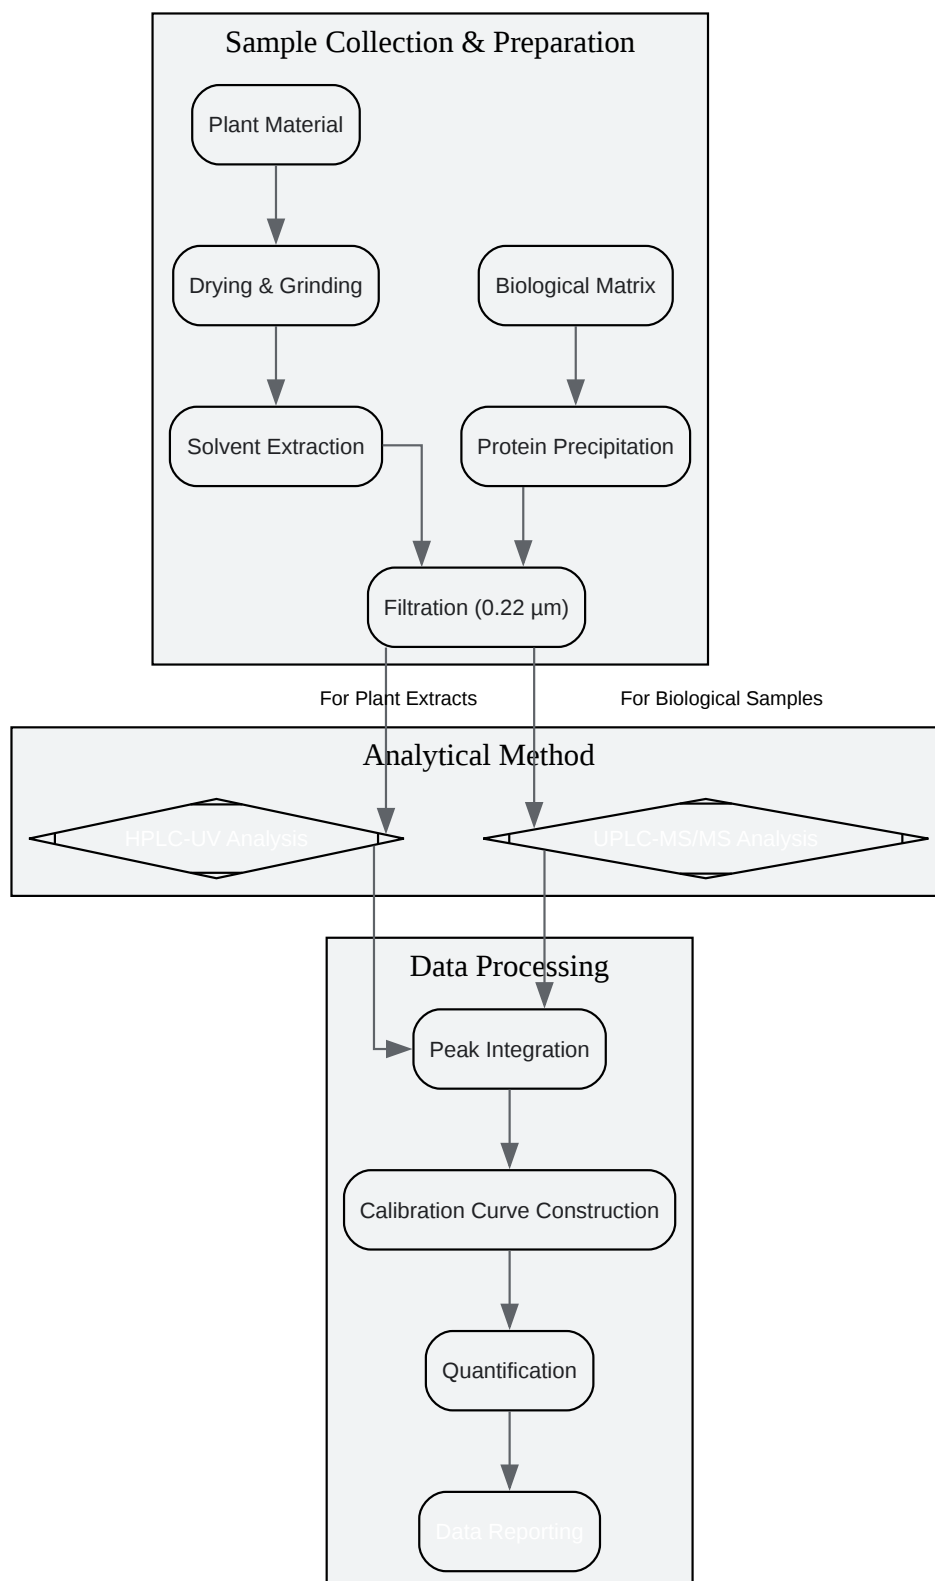 Sample Collection & Preparation
Plant Material
Drying & Grinding
Biological Matrix
Solvent Extraction
Protein Precipitation
Filtration (0.22 µm)
For Plant Extracts
For Biological Samples
Analytical Method
HPLC-UV Analysis
UPLC-MS/MS Analysis
Data Processing
Peak Integration
Calibration Curve Construction
Quantification
Data Reporting